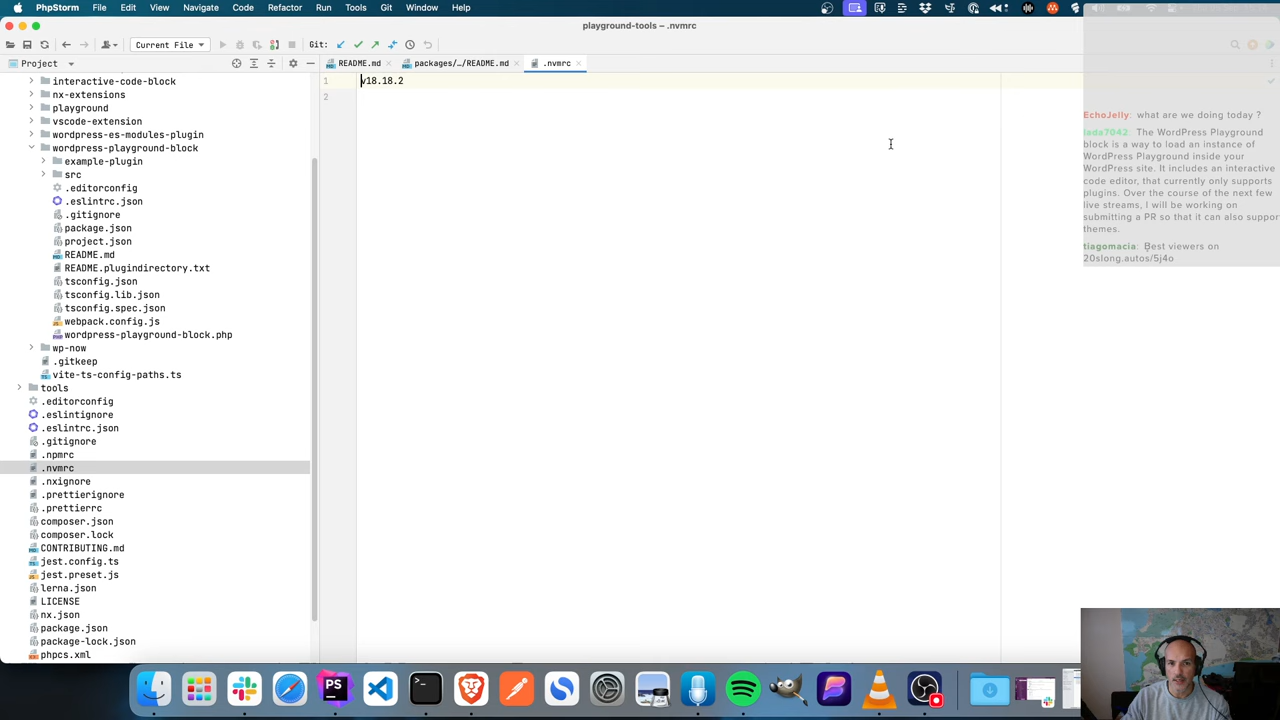 PhpStorm File Edit View Navigate Code Refactor Run Tools Git Window Help
playground-tools – .nvmrc
Current File Git:
Project README.md packages/…/README.md .nvmrc
interactive-code-block
nx-extensions
playground
vscode-extension
wordpress-es-modules-plugin
wordpress-playground-block
example-plugin
src
.editorconfig
.eslintrc.json
.gitignore
package.json
project.json
README.md
README.plugindirectory.txt
tsconfig.json
tsconfig.lib.json
tsconfig.spec.json
webpack.config.js
wordpress-playground-block.php
wp-now
.gitkeep
vite-ts-config-paths.ts
tools
.editorconfig
.eslintignore
.eslintrc.json
.gitignore
.npmrc
.nvmrc
.nxignore
.prettierignore
.prettierrc
composer.json
composer.lock
CONTRIBUTING.md
jest.config.ts
jest.preset.js
lerna.json
LICENSE
nx.json
package.json
package-lock.json
phpcs.xml
1 v18.18.2
2
EchoJelly: what are we doing today ?
lada7042: The WordPress Playground
block is a way to load an instance of
WordPress Playground inside your
WordPress site. It includes an interactive
code editor, that currently only supports
plugins. Over the course of the next few
live streams, I will be working on
submitting a PR so that it can also suppor
themes.
tiagomacia: Best viewers on
20slong.autos/5j4o
PS